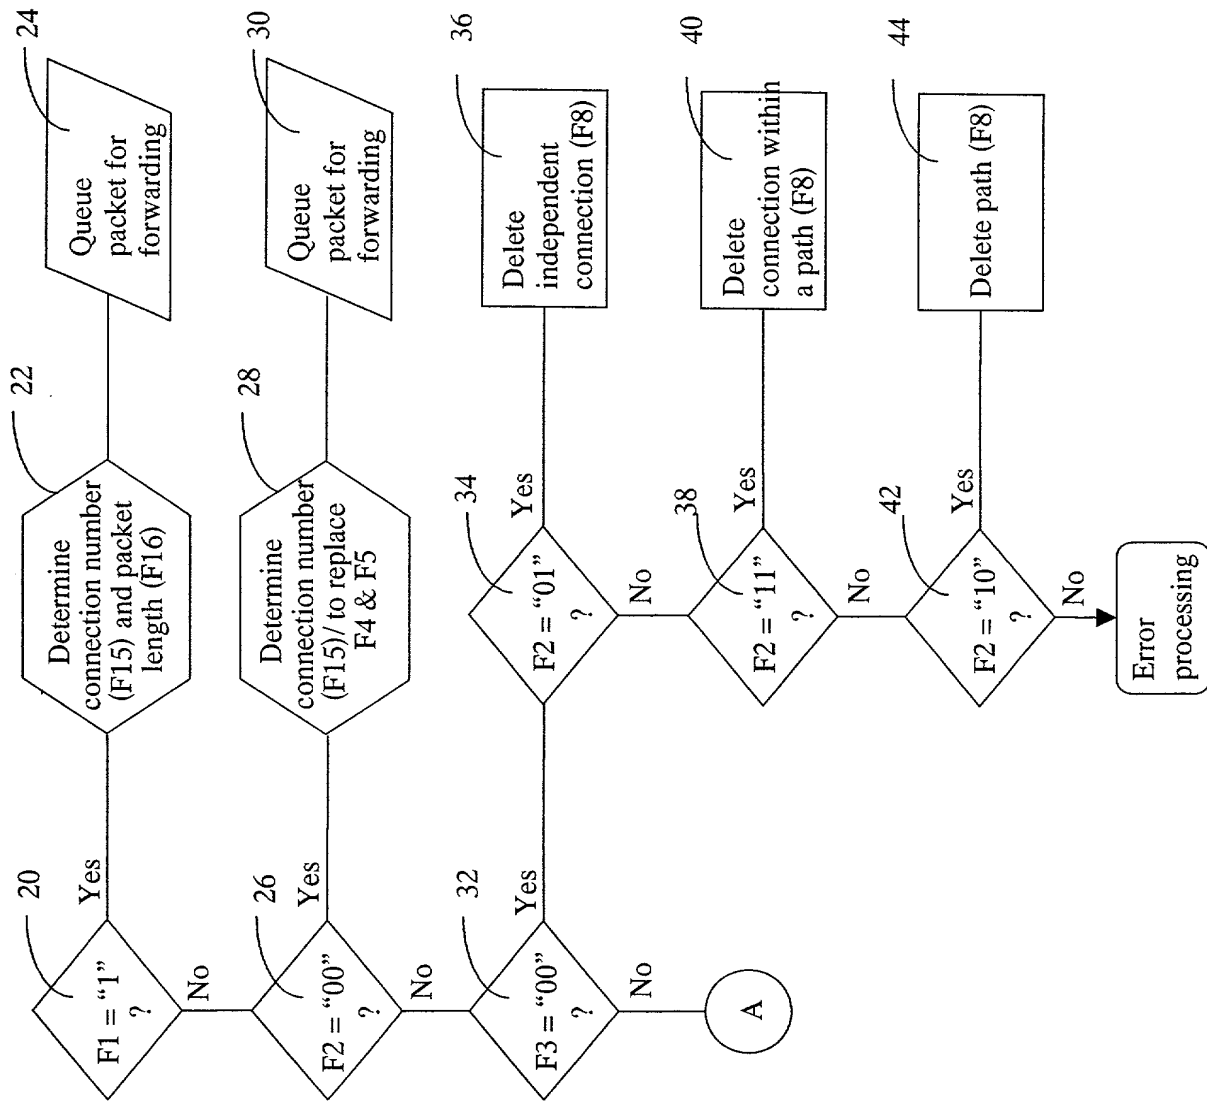 20
F1 = “1”
?
Yes
No
22
Determine
connection number
(F15) and packet
length (F16)
24
Queue
packet for
forwarding
26
F2 = “00”
?
Yes
No
28
Determine
connection number
(F15)/ to replace
F4 & F5
30
Queue
packet for
forwarding
32
F3 = “00”
?
Yes
No
A
34
F2 = “01”
?
Yes
No
36
Delete
independent
connection (F8)
38
F2 = “11”
?
Yes
No
40
Delete
connection within
a path (F8)
42
F2 = “10”
?
Yes
No
44
Delete path (F8)
Error
processing